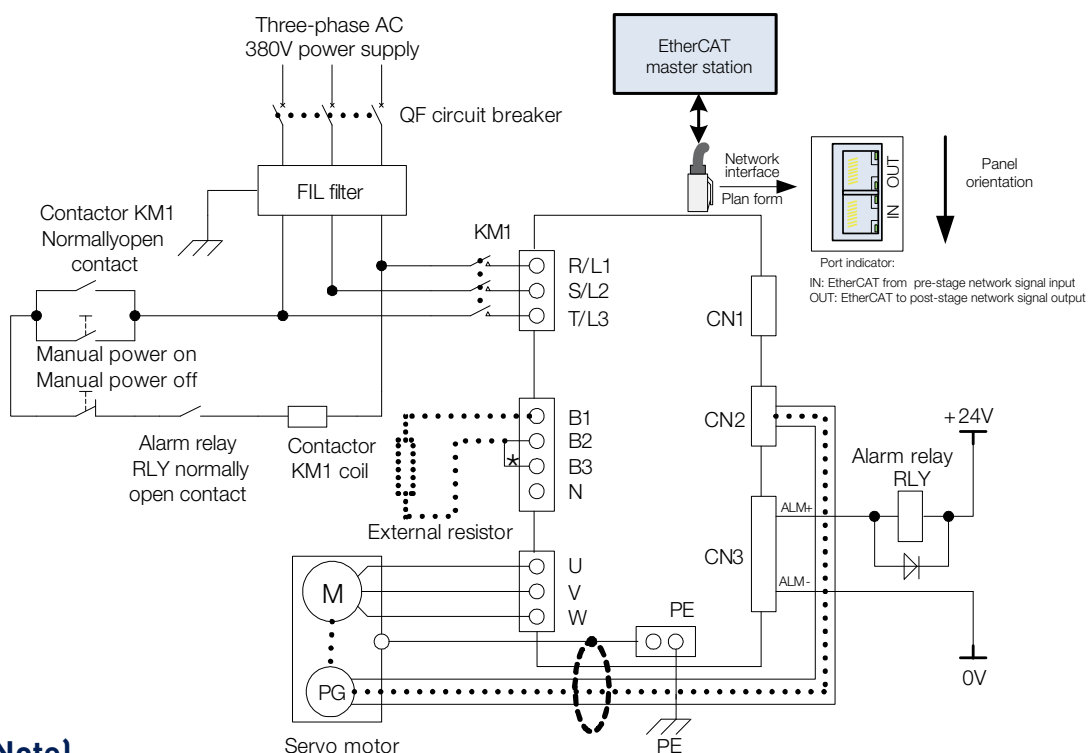 Three-phase AC
380V power supply
QF circuit breaker
FIL filter
EtherCAT
master station
Network
interface
Plan form
OUT
IN
Panel
orientation
Port indicator:
IN: EtherCAT from pre-stage network signal input
OUT: EtherCAT to post-stage network signal output
Contactor KM1
Normallyopen
contact
KM1
R/L1
S/L2
T/L3
CN1
Manual power on
Manual power off
Alarm relay
RLY normally
open contact
Contactor
KM1 coil
B1
B2
*
B3
N
External resistor
CN2
+24V
Alarm relay
RLY
ALM+
CN3
ALM-
0V
U
V
W
M
PG
PE
PE
Servo motor